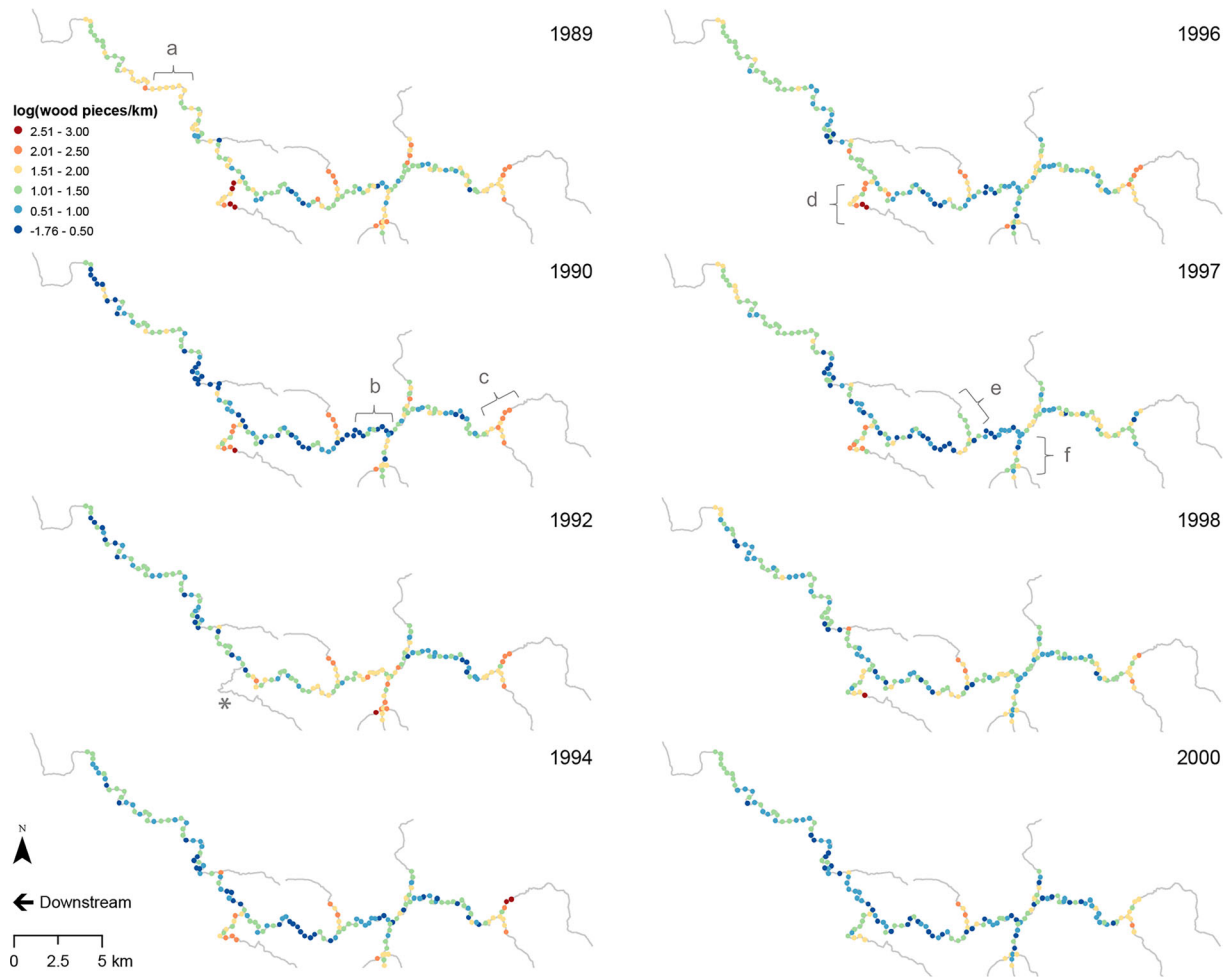 1989
a
log(wood pieces/km)
2.51 - 3.00
2.01 - 2.50
1.51 - 2.00
1.01 - 1.50
0.51 - 1.00
-1.76 - 0.50
1996
d
1990
b
c
1997
e
f
1992
*
1998
1994
N
Downstream
0 2.5 5 km
2000